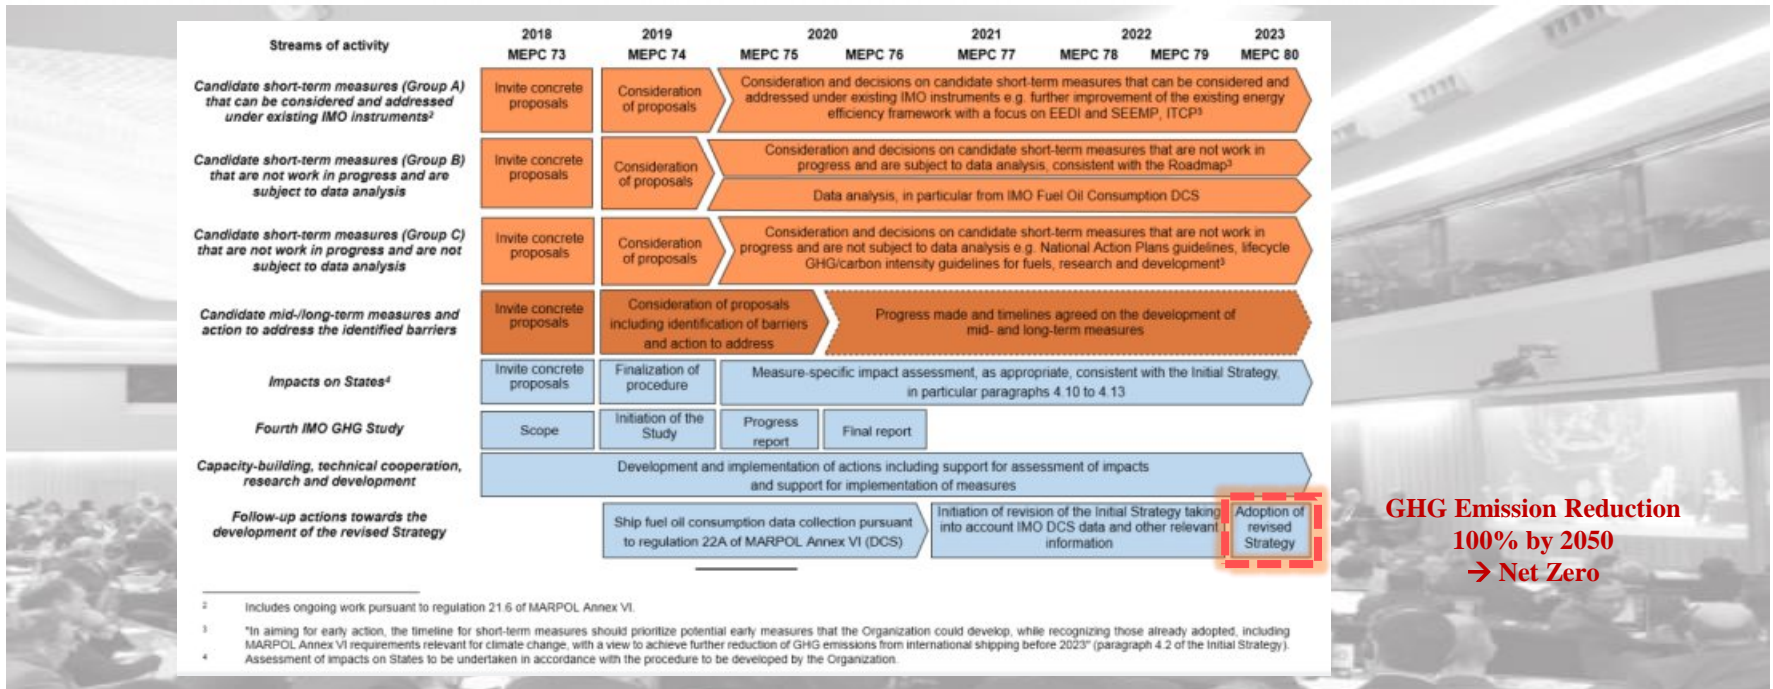 Streams of activity
2018 2019 2020 2021 2022 2023
MEPC 73 MEPC 74 MEPC 75 MEPC 76 MEPC 77 MEPC 78 MEPC 79 MEPC 80
Candidate short-term measures (Group A)
that can be considered and addressed
under existing IMO instruments²
Invite concrete
proposals
Consideration
of proposals
Consideration and decisions on candidate short-term measures that can be considered and
addressed under existing IMO instruments e.g. further improvement of the existing energy
efficiency framework with a focus on EEDI and SEEMP, ITCP³
Candidate short-term measures (Group B)
that are not work in progress and are
subject to data analysis
Invite concrete
proposals
Consideration
of proposals
Consideration and decisions on candidate short-term measures that are not work in
progress and are subject to data analysis, consistent with the Roadmap³
Data analysis, in particular from IMO Fuel Oil Consumption DCS
Candidate short-term measures (Group C)
that are not work in progress and are not
subject to data analysis
Invite concrete
proposals
Consideration
of proposals
Consideration and decisions on candidate short-term measures that are not work in
progress and are not subject to data analysis e.g. National Action Plans guidelines, lifecycle
GHG/carbon intensity guidelines for fuels, research and development³
Candidate mid-/long-term measures and
action to address the identified barriers
Invite concrete
proposals
Consideration of proposals
including identification of barriers
and action to address
Progress made and timelines agreed on the development of
mid- and long-term measures
Impacts on States⁴
Invite concrete
proposals
Finalization of
procedure
Measure-specific impact assessment, as appropriate, consistent with the Initial Strategy,
in particular paragraphs 4.10 to 4.13
Fourth IMO GHG Study
Scope
Initiation of the
Study
Progress
report
Final report
Capacity-building, technical cooperation,
research and development
Development and implementation of actions including support for assessment of impacts
and support for implementation of measures
Follow-up actions towards the
development of the revised Strategy
Ship fuel oil consumption data collection pursuant
to regulation 22A of MARPOL Annex VI (DCS)
Initiation of revision of the Initial Strategy taking
into account IMO DCS data and other relevant
information
Adoption of
revised
Strategy
GHG Emission Reduction
100% by 2050
→ Net Zero
² Includes ongoing work pursuant to regulation 21.6 of MARPOL Annex VI.
³ "In aiming for early action, the timeline for short-term measures should prioritize potential early measures that the Organization could develop, while recognizing those already adopted, including
MARPOL Annex VI requirements relevant for climate change, with a view to achieve further reduction of GHG emissions from international shipping before 2023" (paragraph 4.2 of the Initial Strategy).
⁴ Assessment of impacts on States to be undertaken in accordance with the procedure to be developed by the Organization.